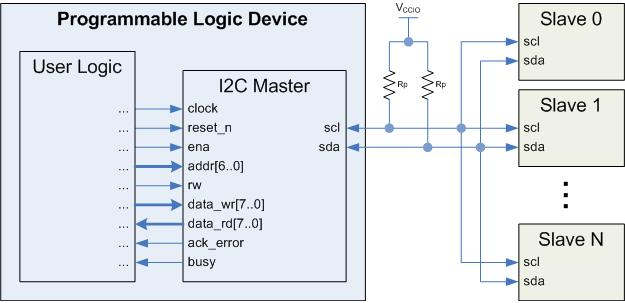 Programmable Logic Device
User Logic
...
...
...
...
...
...
...
...
...
I2C Master
clock
reset_n
ena
addr[6..0]
rw
data_wr[7..0]
data_rd[7..0]
ack_error
busy
scl
sda
VCCIO
Rp
Rp
Slave 0
scl
sda
Slave 1
scl
sda
Slave N
scl
sda